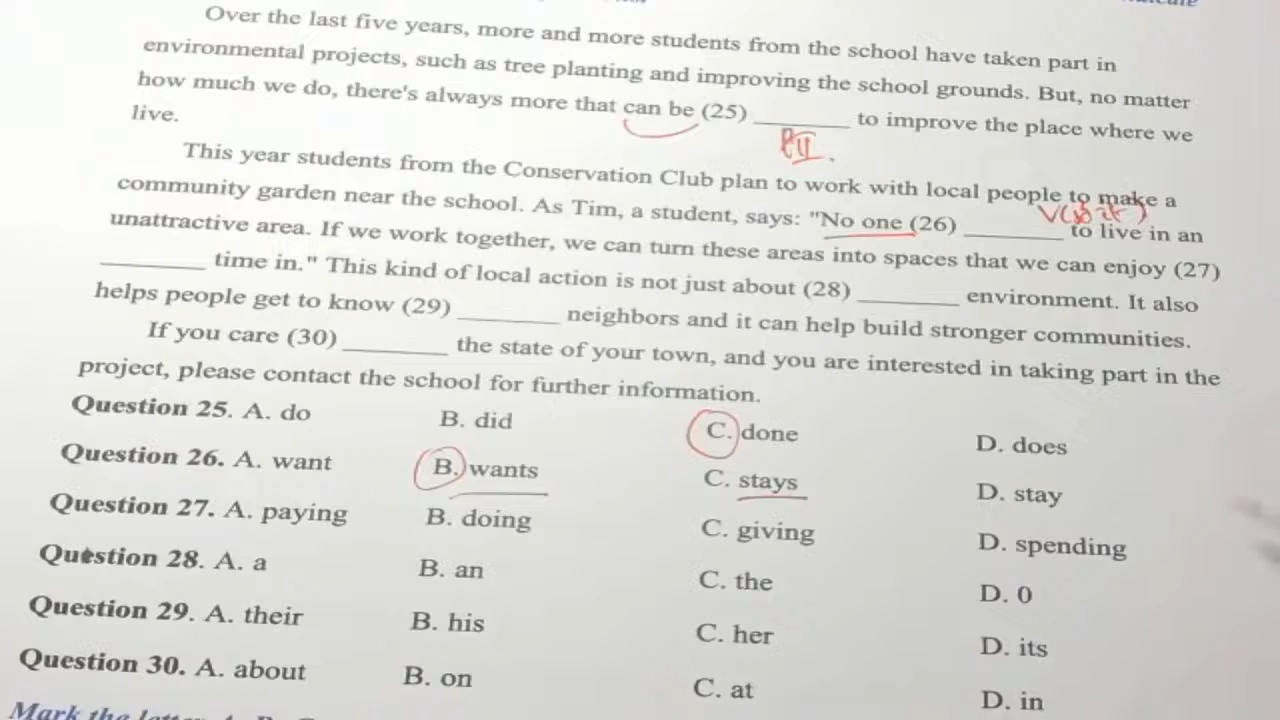 Over the last five years, more and more students from the school have taken part in
environmental projects, such as tree planting and improving the school grounds. But, no matter
how much we do, there's always more that can be (25) ________ to improve the place where we
live.
PII.
This year students from the Conservation Club plan to work with local people to make a
community garden near the school. As Tim, a student, says: "No one (26) ________ to live in an
unattractive area. If we work together, we can turn these areas into spaces that we can enjoy (27)
________ time in." This kind of local action is not just about (28) ________ environment. It also
helps people get to know (29) ________ neighbors and it can help build stronger communities.
If you care (30) ________ the state of your town, and you are interested in taking part in the
project, please contact the school for further information.
Question 25. A. do B. did C. done D. does
Question 26. A. want B. wants C. stays D. stay
Question 27. A. paying B. doing C. giving D. spending
Question 28. A. a B. an C. the D. 0
Question 29. A. their B. his C. her D. its
Question 30. A. about B. on C. at D. in
Mark the letter A, B, C